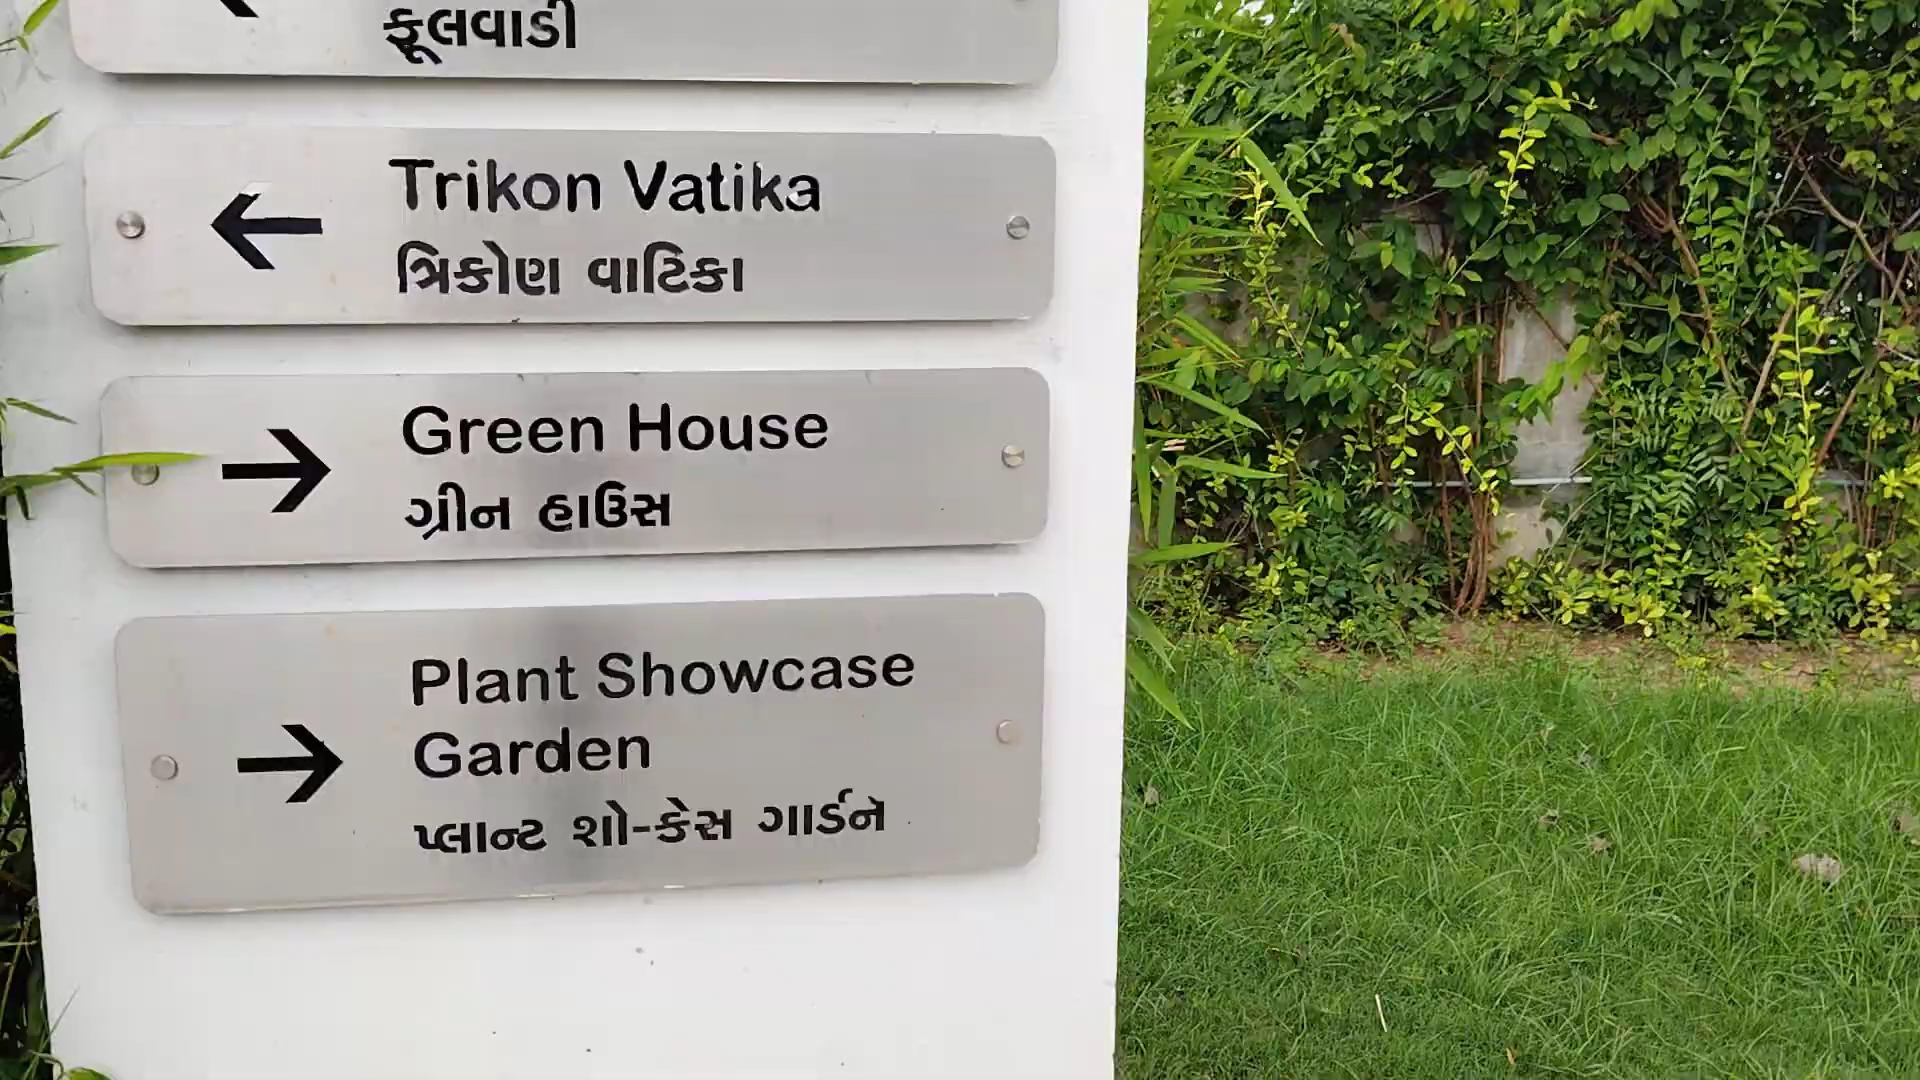 ફૂલવાડી
Trikon Vatika
ત્રિકોણ વાટિકા
Green House
ગ્રીન હાઉસ
Plant Showcase
Garden
પ્લાન્ટ શો-કેસ ગાર્ડન